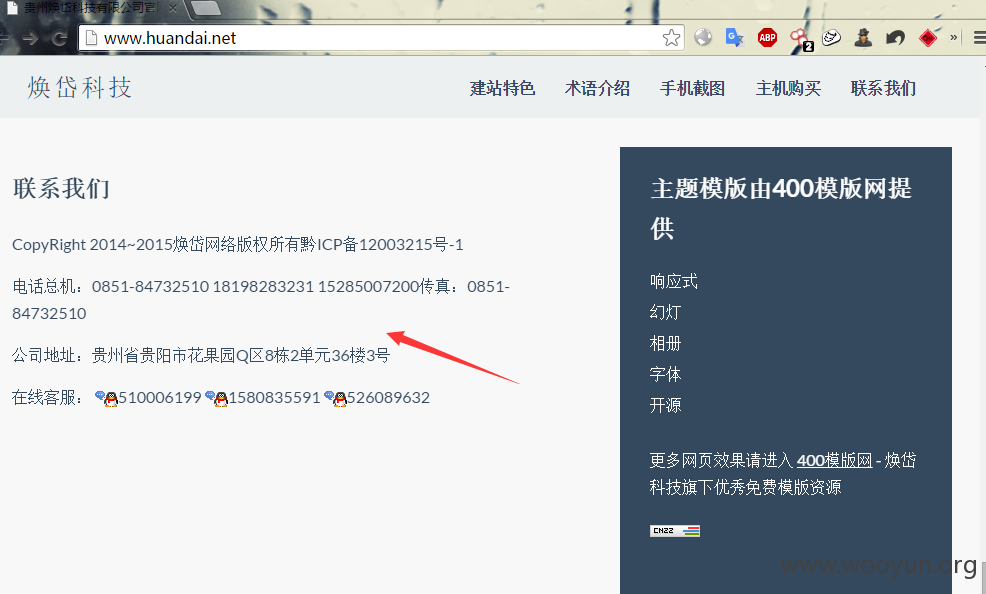 贵州焕岱科技有限公司官
www.huandai.net
ABP
2
焕岱科技
建站特色 术语介绍 手机截图 主机购买 联系我们
联系我们
CopyRight 2014~2015焕岱网络版权所有黔ICP备12003215号-1
电话总机：0851-84732510 18198283231 15285007200传真：0851-
84732510
公司地址：贵州省贵阳市花果园Q区8栋2单元36楼3号
在线客服： 510006199 1580835591 526089632
主题模版由400模版网提
供
响应式
幻灯
相册
字体
开源
更多网页效果请进入 400模版网 - 焕岱
科技旗下优秀免费模版资源
CNZZ
www.wooyun.org